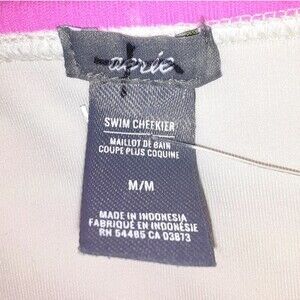 aerie
SWIM CHEEKIER
MAILLOT DE BAIN
COUPE PLUS COQUINE
M/M
MADE IN INDONESIA
FABRIQUÉ EN INDONÉSIE
RN 54485 CA 03873